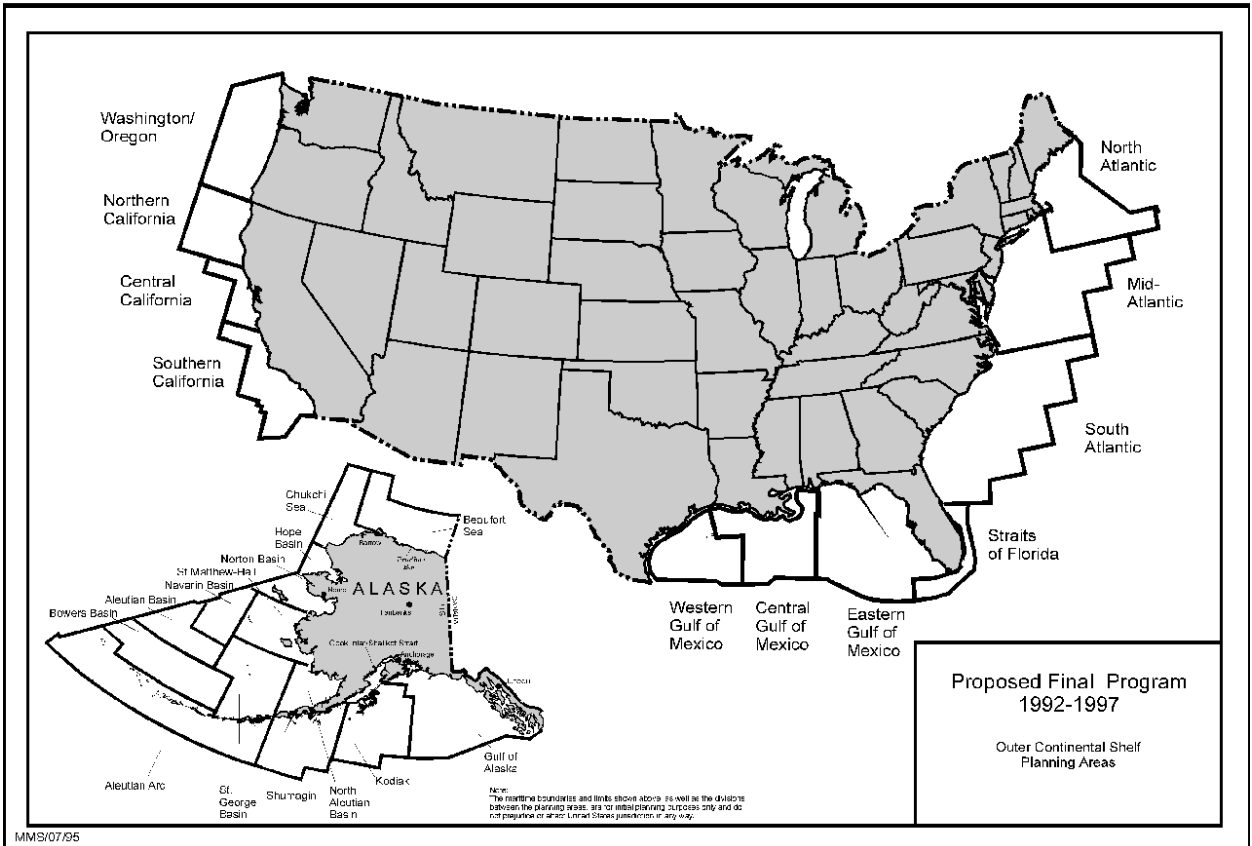 Washington/
Oregon
Northern
California
Central
California
Southern
California
North
Atlantic
Mid-
Atlantic
South
Atlantic
Straits
of Florida
Western
Gulf of
Mexico
Central
Gulf of
Mexico
Eastern
Gulf of
Mexico
Chukchi
Sea
Beaufort
Sea
Hope
Basin
Norton Basin
St Matthew-Hall
Navarin Basin
Aleutian Basin
Bowers Basin
Barrow
ALASKA
Nome
Anchorage
Aleutian Arc
St.
George
Basin
Shumagin
North
Aleutian
Basin
Kodiak
Gulf of
Alaska
Proposed Final Program
1992-1997
Outer Continental Shelf
Planning Areas
Note:
The maritime boundaries and limits shown above, as well as the divisions
between the planning areas, are for initial planning purposes only and do
not prejudice or affect United States jurisdiction in any way.
MMS/07/95